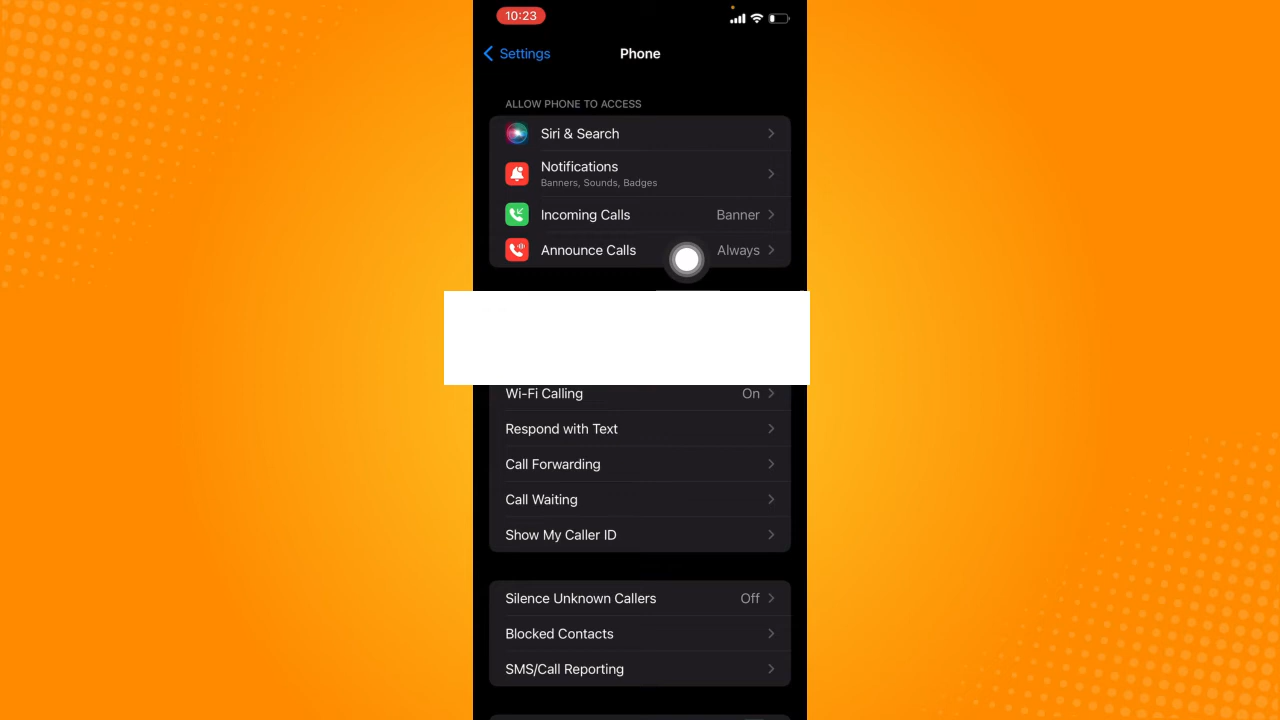 10:23
Settings
Phone
ALLOW PHONE TO ACCESS
Siri & Search
Notifications
Banners, Sounds, Badges
Incoming Calls Banner
Announce Calls Always
Wi-Fi Calling On
Respond with Text
Call Forwarding
Call Waiting
Show My Caller ID
Silence Unknown Callers Off
Blocked Contacts
SMS/Call Reporting